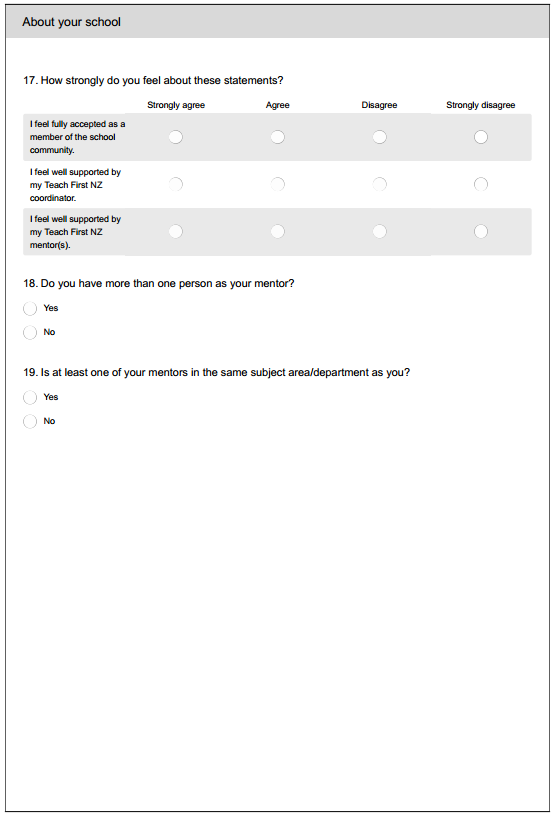 About your school
17. How strongly do you feel about these statements?
Strongly agree Agree Disagree Strongly disagree
I feel fully accepted as a
member of the school
community.
I feel well supported by
my Teach First NZ
coordinator.
I feel well supported by
my Teach First NZ
mentor(s).
18. Do you have more than one person as your mentor?
Yes
No
19. Is at least one of your mentors in the same subject area/department as you?
Yes
No